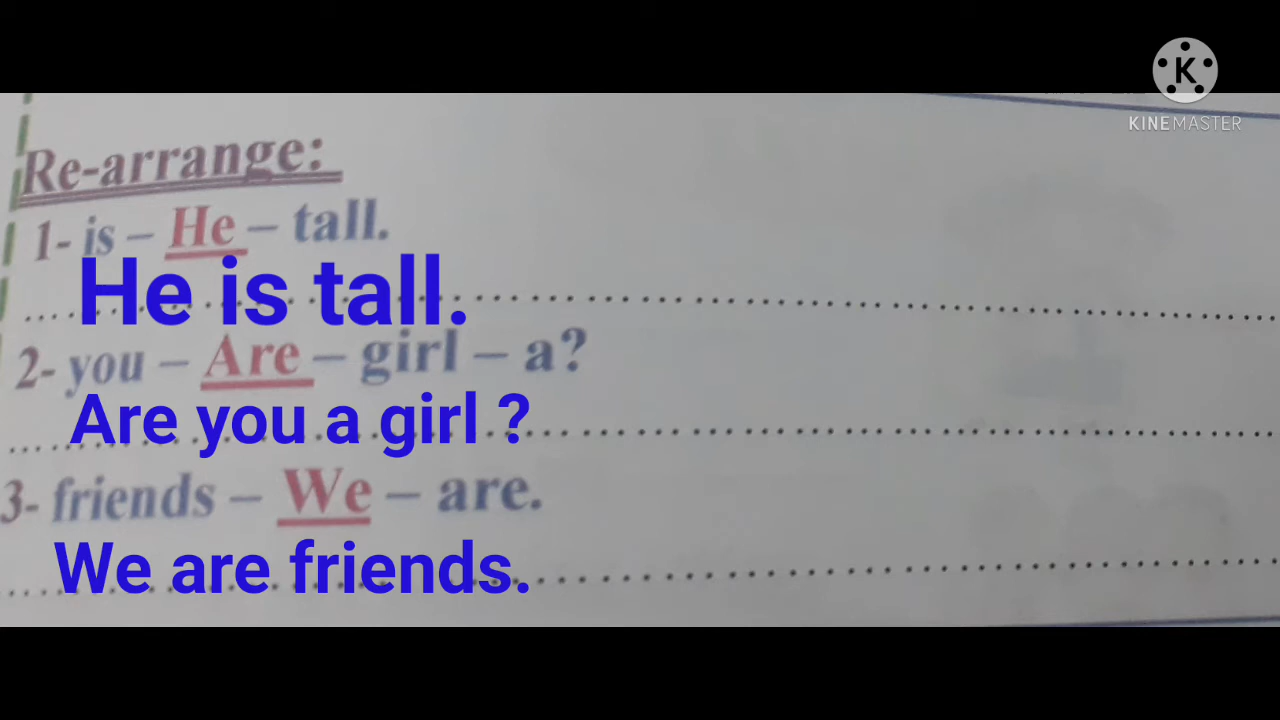 K
KINEMASTER
Re-arrange:
1- is – He – tall.
He is tall.
2- you – Are – girl – a?
Are you a girl ?
3- friends – We – are.
We are friends.